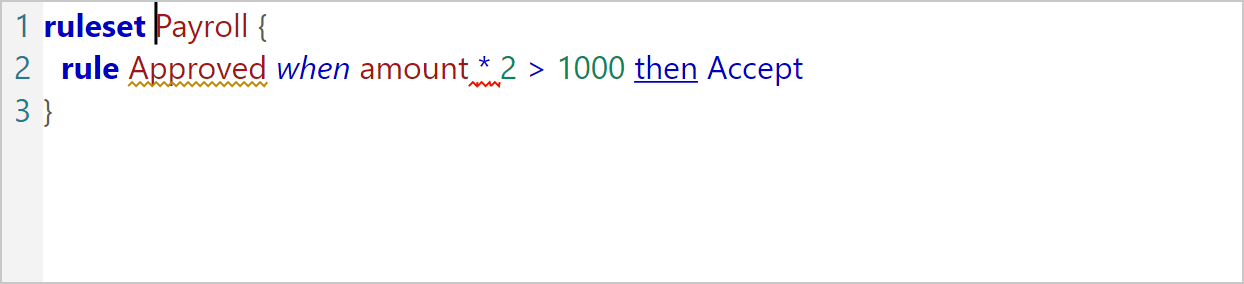 1 ruleset Payroll {
2 rule Approved when amount * 2 > 1000 then Accept
3 }